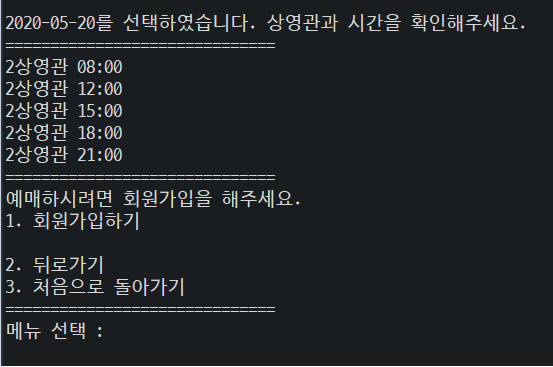 2020-05-20를 선택하였습니다. 상영관과 시간을 확인해주세요.
==============================
2상영관 08:00
2상영관 12:00
2상영관 15:00
2상영관 18:00
2상영관 21:00
==============================
예매하시려면 회원가입을 해주세요.
1. 회원가입하기
2. 뒤로가기
3. 처음으로 돌아가기
==============================
메뉴 선택 :